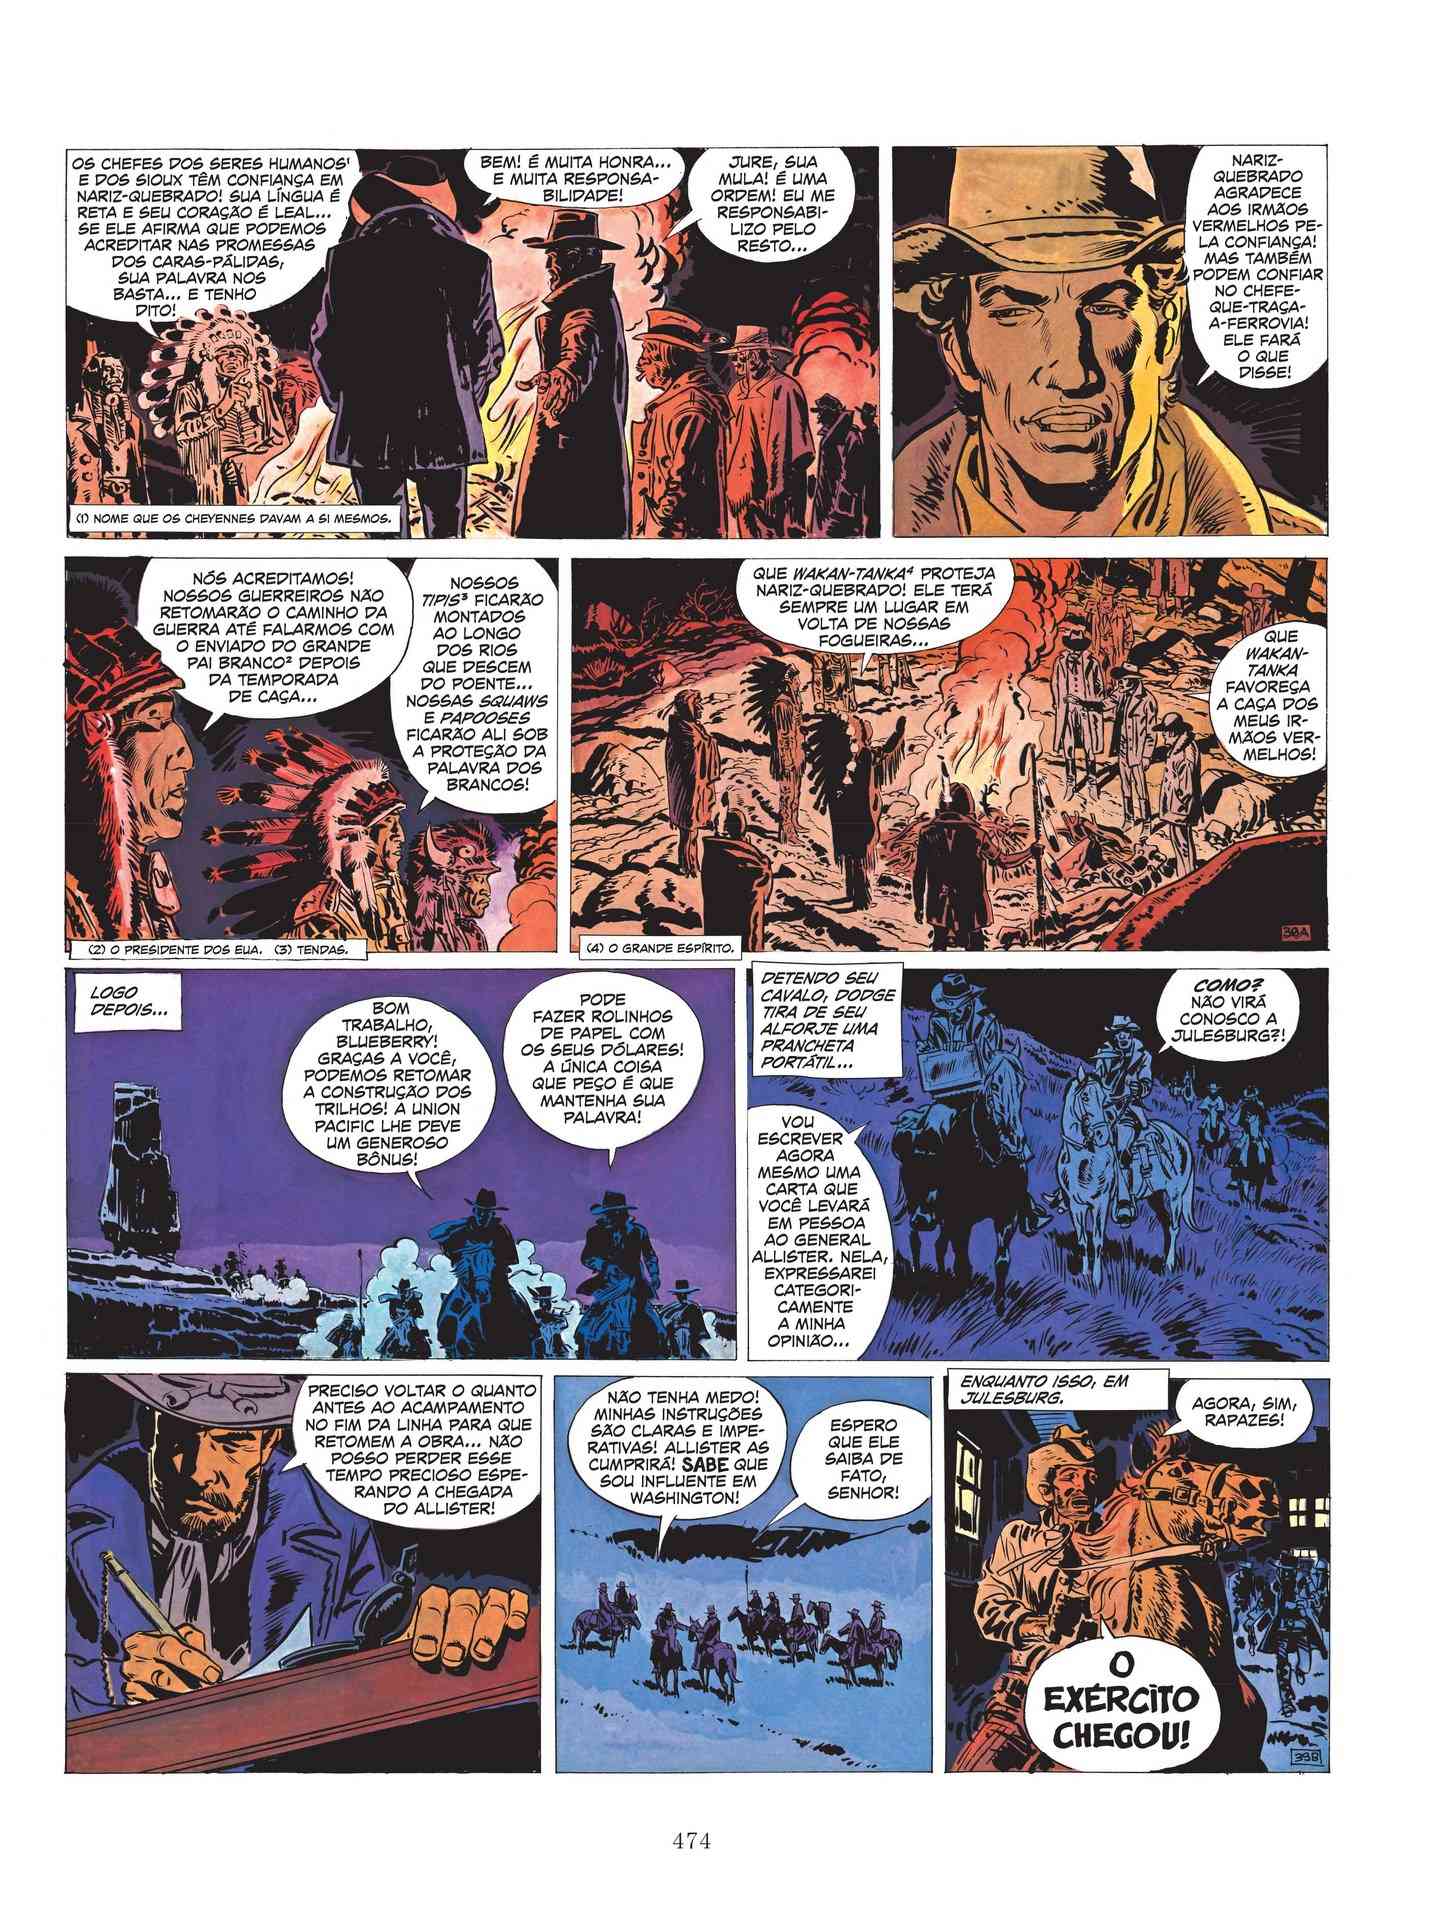 OS CHEFES DOS SERES HUMANOS¹
E DOS SIOUX TÊM CONFIANÇA EM
NARIZ-QUEBRADO! SUA LÍNGUA É
RETA E SEU CORAÇÃO É LEAL...
SE ELE AFIRMA QUE PODEMOS
ACREDITAR NAS PROMESSAS
DOS CARAS-PÁLIDAS,
SUA PALAVRA NOS
BASTA... E TENHO
DITO!
BEM! É MUITA HONRA...
E MUITA RESPONSA-
BILIDADE!
JURE, SUA
MULA! É UMA
ORDEM! EU ME
RESPONSABI-
LIZO PELO
RESTO...
(1) NOME QUE OS CHEYENNES DAVAM A SI MESMOS.
NARIZ-
QUEBRADO
AGRADECE
AOS IRMÃOS
VERMELHOS PE-
LA CONFIANÇA!
MAS TAMBÉM
PODEM CONFIAR
NO CHEFE-
QUE-TRAÇA-
A-FERROVIA!
ELE FARÁ
O QUE
DISSE!
NÓS ACREDITAMOS!
NOSSOS GUERREIROS NÃO
RETOMARÃO O CAMINHO DA
GUERRA ATÉ FALARMOS COM
O ENVIADO DO GRANDE
PAI BRANCO² DEPOIS
DA TEMPORADA
DE CAÇA...
NOSSOS
TIPIS³ FICARÃO
MONTADOS
AO LONGO
DOS RIOS
QUE DESCEM
DO POENTE...
NOSSAS SQUAWS
E PAPOOSES
FICARÃO ALI SOB
A PROTEÇÃO DA
PALAVRA DOS
BRANCOS!
(2) O PRESIDENTE DOS EUA. (3) TENDAS.
QUE WAKAN-TANKA⁴ PROTEJA
NARIZ-QUEBRADO! ELE TERÁ
SEMPRE UM LUGAR EM
VOLTA DE NOSSAS
FOGUEIRAS...
QUE
WAKAN-
TANKA
FAVOREÇA
A CAÇA DOS
MEUS IR-
MÃOS VER-
MELHOS!
(4) O GRANDE ESPÍRITO.
39A
LOGO
DEPOIS...
BOM
TRABALHO,
BLUEBERRY!
GRAÇAS A VOCÊ,
PODEMOS RETOMAR
A CONSTRUÇÃO DOS
TRILHOS! A UNION
PACIFIC LHE DEVE
UM GENEROSO
BÔNUS!
PODE
FAZER ROLINHOS
DE PAPEL COM
OS SEUS DÓLARES!
A ÚNICA COISA
QUE PEÇO É QUE
MANTENHA SUA
PALAVRA!
DETENDO SEU
CAVALO, DODGE
TIRA DE SEU
ALFORJE UMA
PRANCHETA
PORTÁTIL...
COMO?
NÃO VIRÁ
CONOSCO A
JULESBURG?!
VOU
ESCREVER
AGORA
MESMO UMA
CARTA QUE
VOCÊ LEVARÁ
EM PESSOA
AO GENERAL
ALLISTER. NELA,
EXPRESSAREI
CATEGORI-
CAMENTE
A MINHA
OPINIÃO...
PRECISO VOLTAR O QUANTO
ANTES AO ACAMPAMENTO
NO FIM DA LINHA PARA QUE
RETOMEM A OBRA... NÃO
POSSO PERDER ESSE
TEMPO PRECIOSO ESPE-
RANDO A CHEGADA
DO ALLISTER!
NÃO TENHA MEDO!
MINHAS INSTRUÇÕES
SÃO CLARAS E IMPE-
RATIVAS! ALLISTER AS
CUMPRIRÁ! SABE QUE
SOU INFLUENTE EM
WASHINGTON!
ESPERO
QUE ELE
SAIBA DE
FATO,
SENHOR!
ENQUANTO ISSO, EM
JULESBURG.
AGORA, SIM,
RAPAZES!
O
EXÉRCITO
CHEGOU!
39B
474